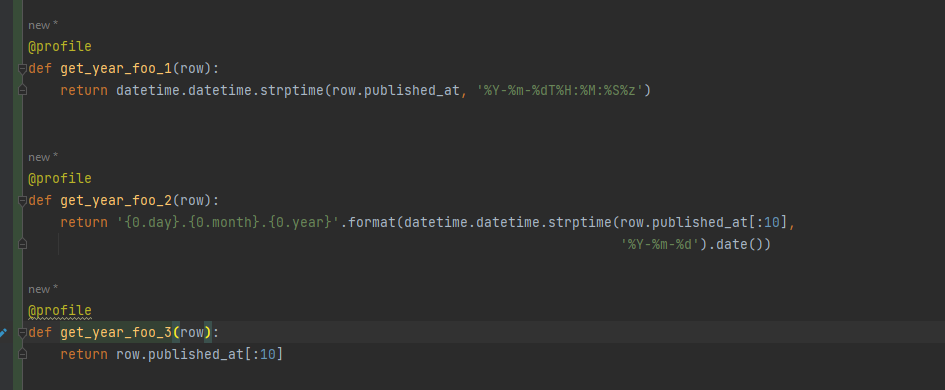 new *
@profile
def get_year_foo_1(row):
    return datetime.datetime.strptime(row.published_at, '%Y-%m-%dT%H:%M:%S%z')
new *
@profile
def get_year_foo_2(row):
    return '{0.day}.{0.month}.{0.year}'.format(datetime.datetime.strptime(row.published_at[:10],
                                                                          '%Y-%m-%d').date())
new *
@profile
def get_year_foo_3(row):
    return row.published_at[:10]